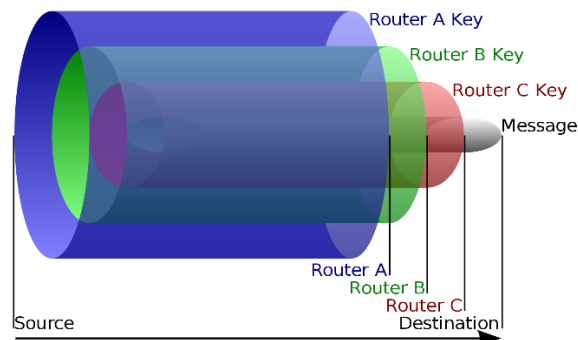 Router A Key
Router B Key
Router C Key
Message
Router A
Router B
Router C
Source
Destination